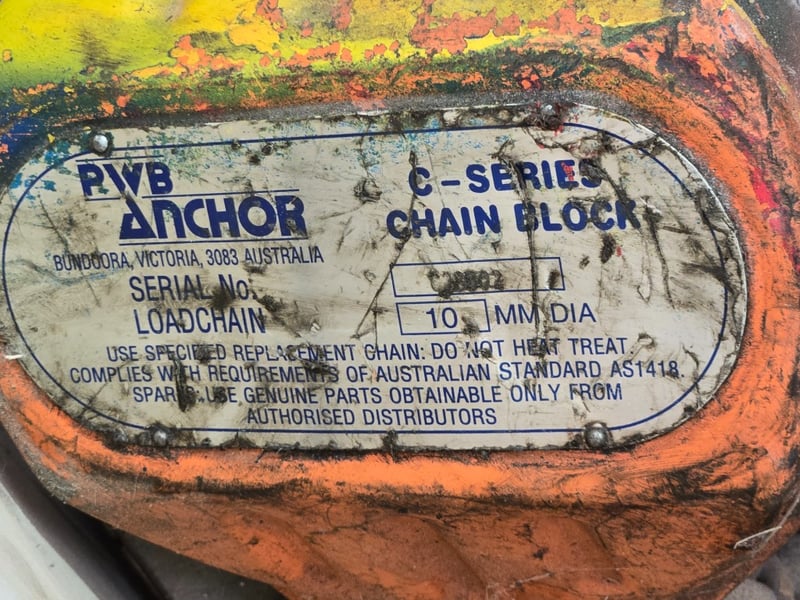 PWB
ANCHOR
BUNDOORA, VICTORIA, 3083 AUSTRALIA
C-SERIES
CHAIN BLOCK
SERIAL No:
LOADCHAIN 10 MM DIA
USE SPECIFIED REPLACEMENT CHAIN: DO NOT HEAT TREAT
COMPLIES WITH REQUIREMENTS OF AUSTRALIAN STANDARD AS1418
SPARES: USE GENUINE PARTS OBTAINABLE ONLY FROM
AUTHORISED DISTRIBUTORS